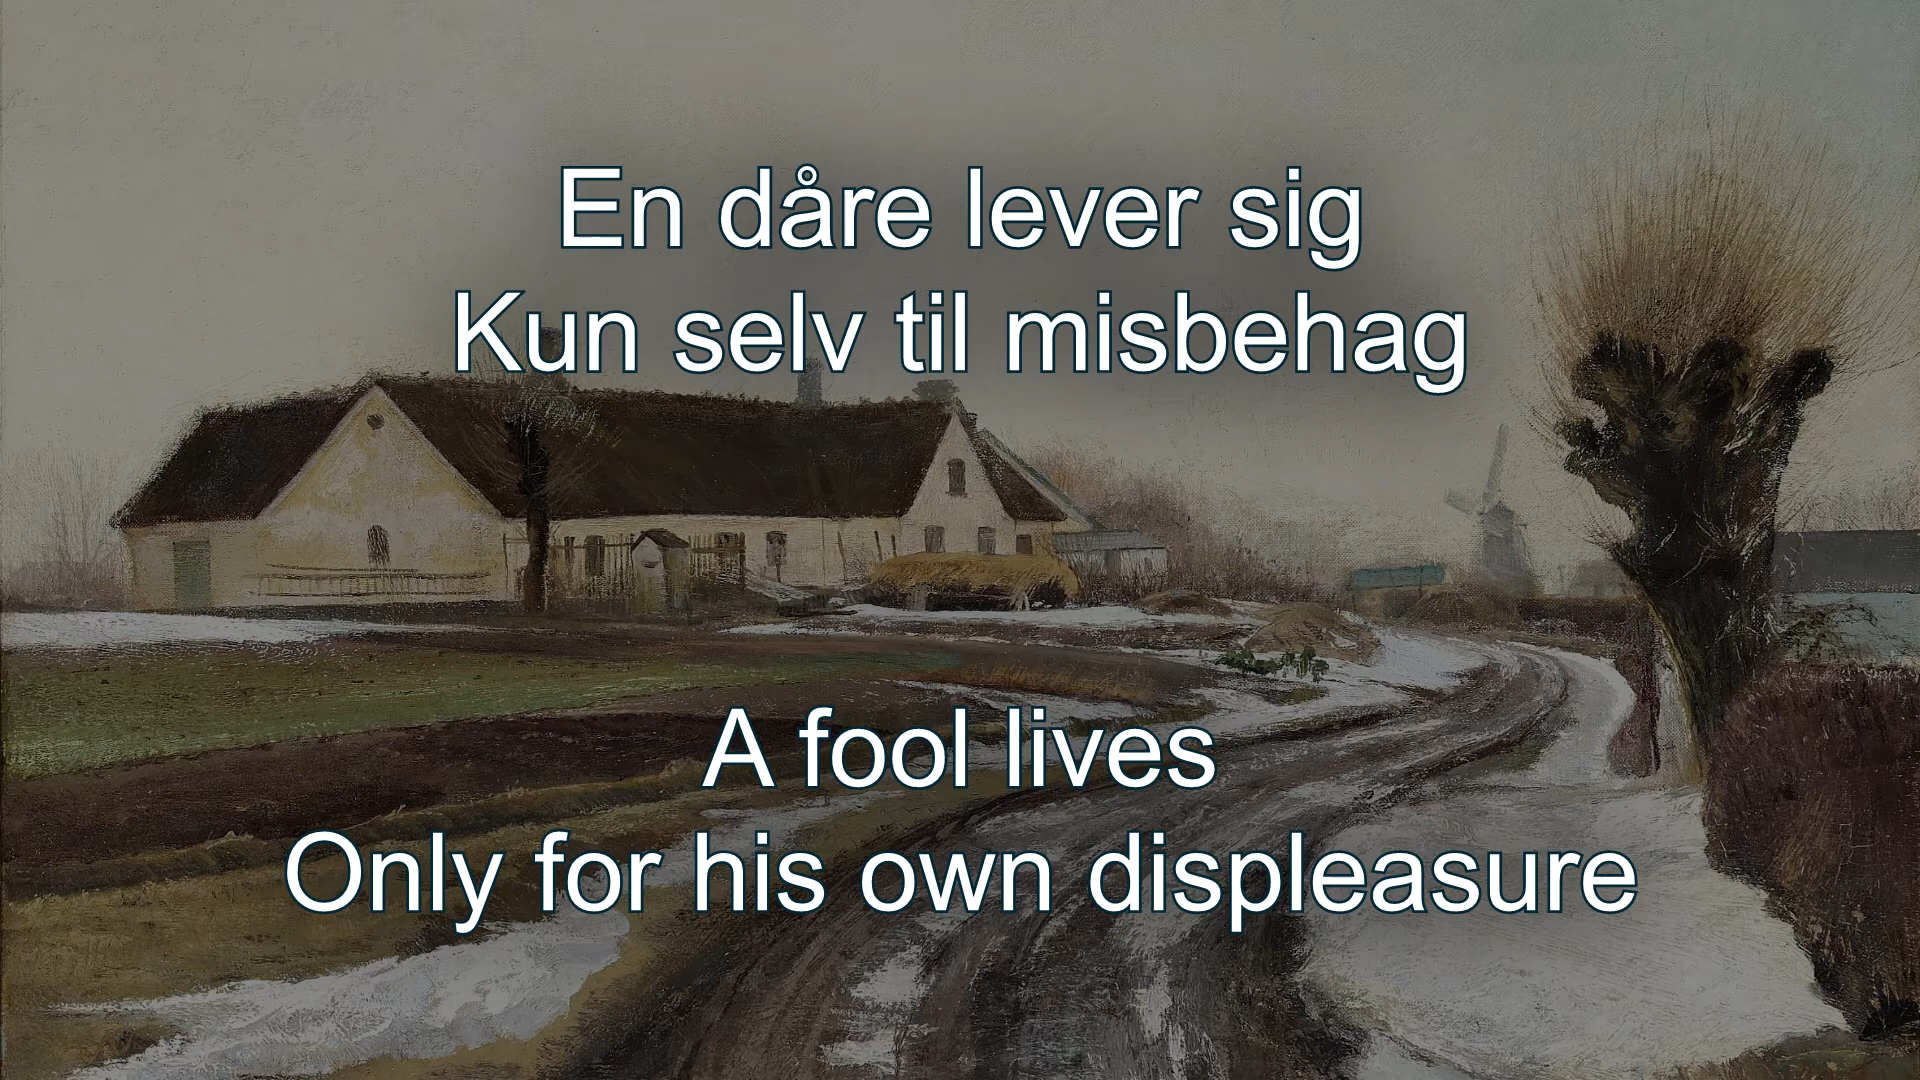 En dåre lever sig
Kun selv til misbehag
A fool lives
Only for his own displeasure